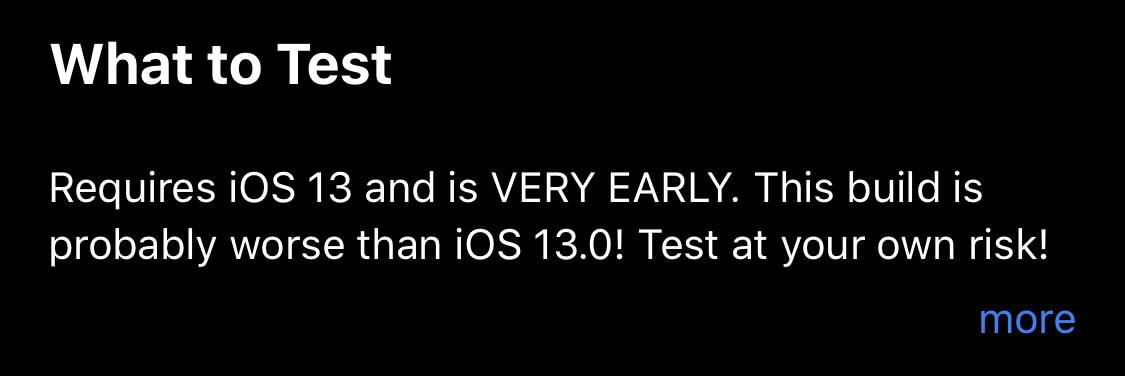 What to Test
Requires iOS 13 and is VERY EARLY. This build is
probably worse than iOS 13.0! Test at your own risk!
more